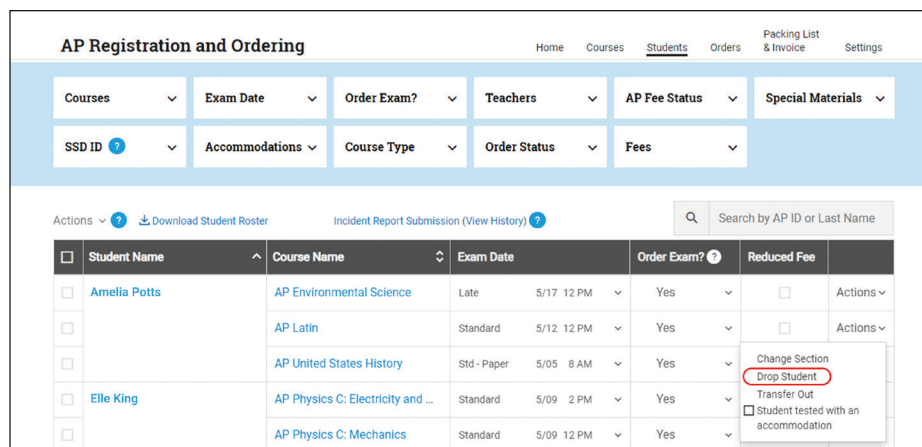 AP Registration and Ordering
Home Courses Students Orders Packing List & Invoice Settings
Courses Exam Date Order Exam? Teachers AP Fee Status Special Materials
SSD ID ? Accommodations Course Type Order Status Fees
Actions ? Download Student Roster Incident Report Submission (View History) ? Search by AP ID or Last Name
Student Name Course Name Exam Date Order Exam? ? Reduced Fee
Amelia Potts AP Environmental Science Late 5/17 12 PM Yes Actions
AP Latin Standard 5/12 12 PM Yes Actions
AP United States History Std - Paper 5/05 8 AM Yes
Elle King AP Physics C: Electricity and ... Standard 5/09 2 PM Yes
AP Physics C: Mechanics Standard 5/09 12 PM Yes
Change Section
Drop Student
Transfer Out
Student tested with an
accommodation